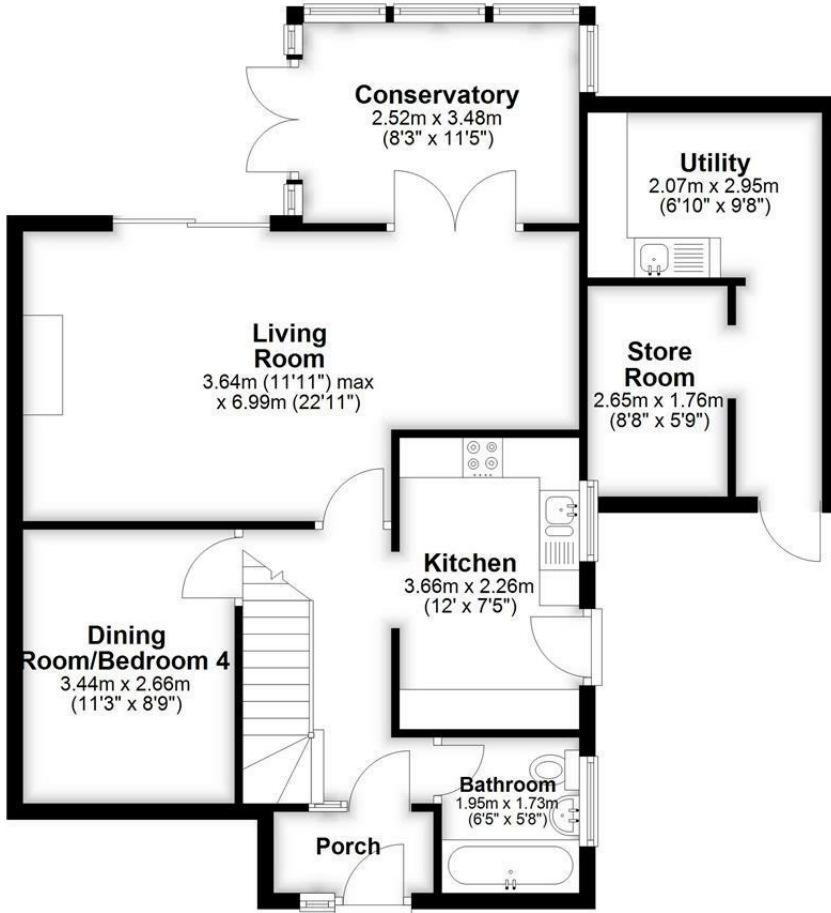 Conservatory
2.52m x 3.48m
(8'3" x 11'5")
Utility
2.07m x 2.95m
(6'10" x 9'8")
Living
Room
3.64m (11'11") max
x 6.99m (22'11")
Store
Room
2.65m x 1.76m
(8'8" x 5'9")
Kitchen
3.66m x 2.26m
(12' x 7'5")
Dining
Room/Bedroom 4
3.44m x 2.66m
(11'3" x 8'9")
Bathroom
1.95m x 1.73m
(6'5" x 5'8")
Porch